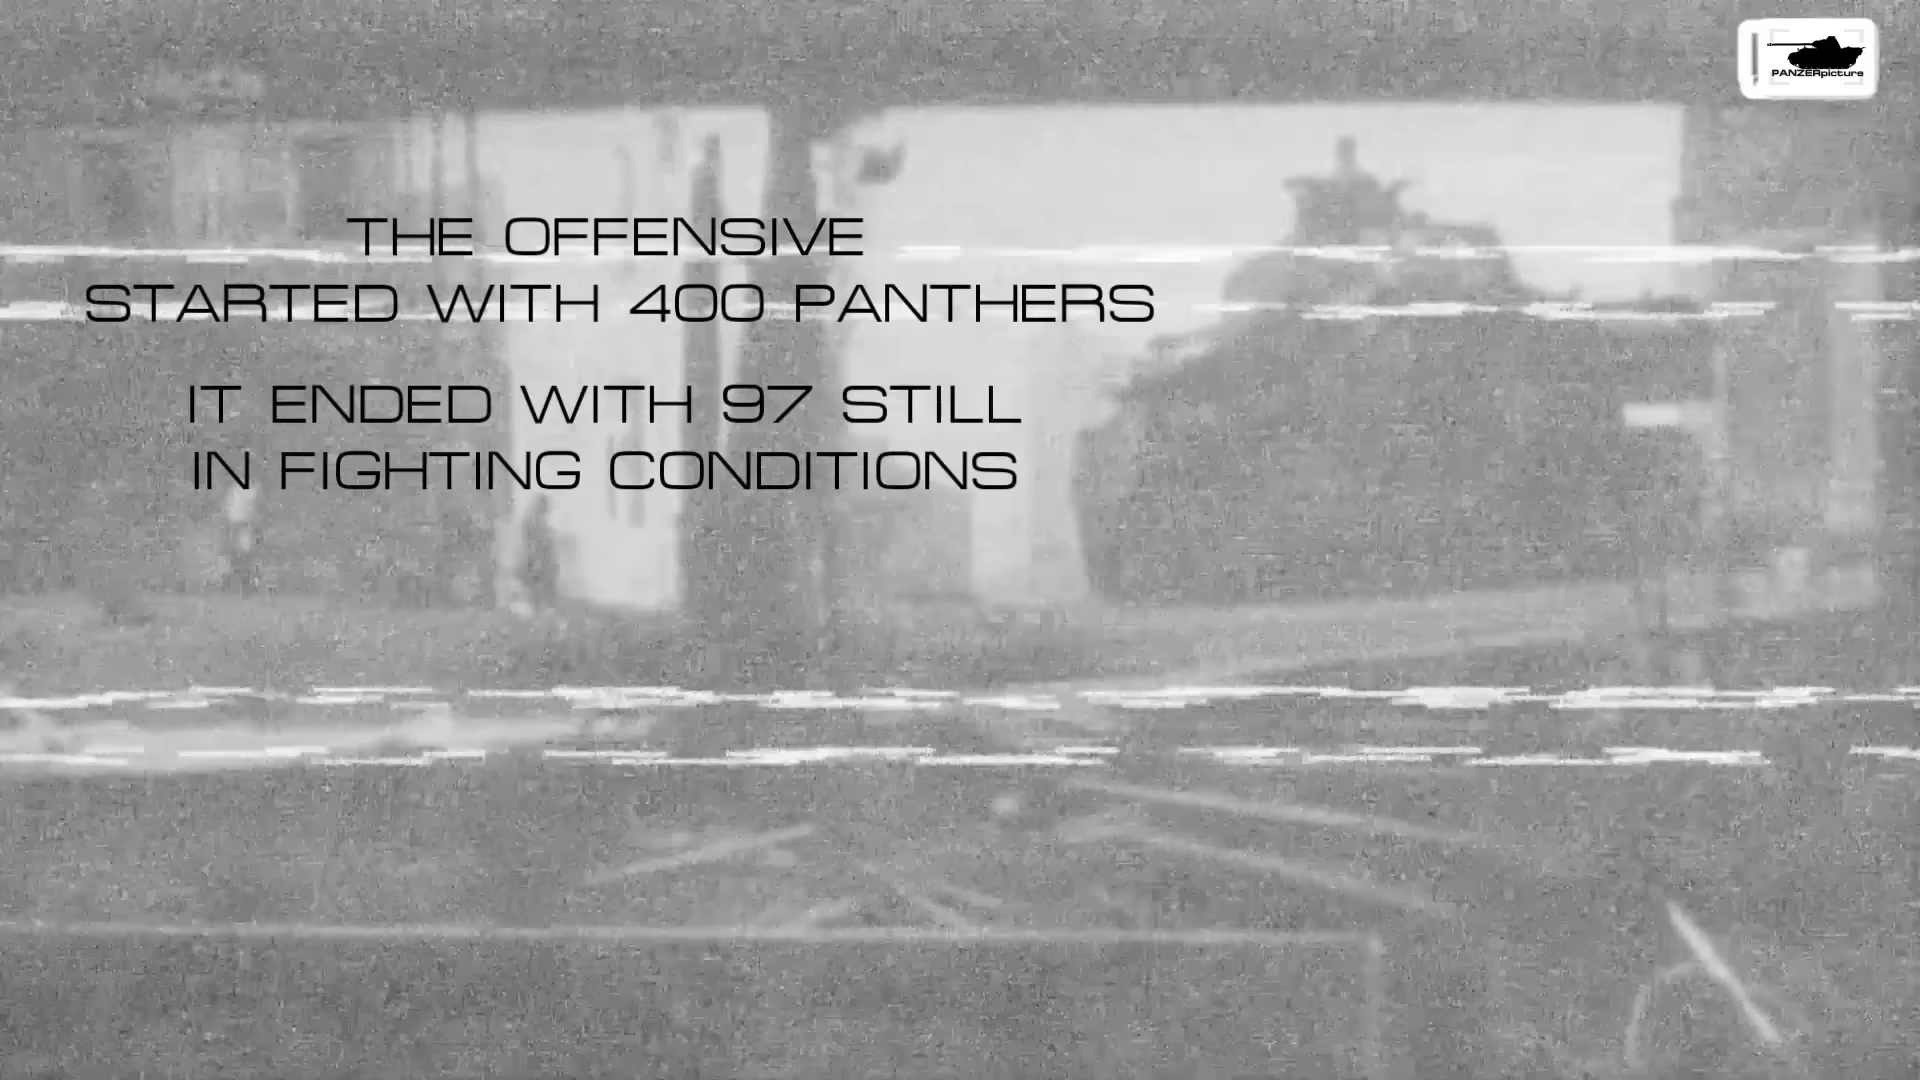 PANZERpicture
THE OFFENSIVE
STARTED WITH 400 PANTHERS
IT ENDED WITH 97 STILL
IN FIGHTING CONDITIONS